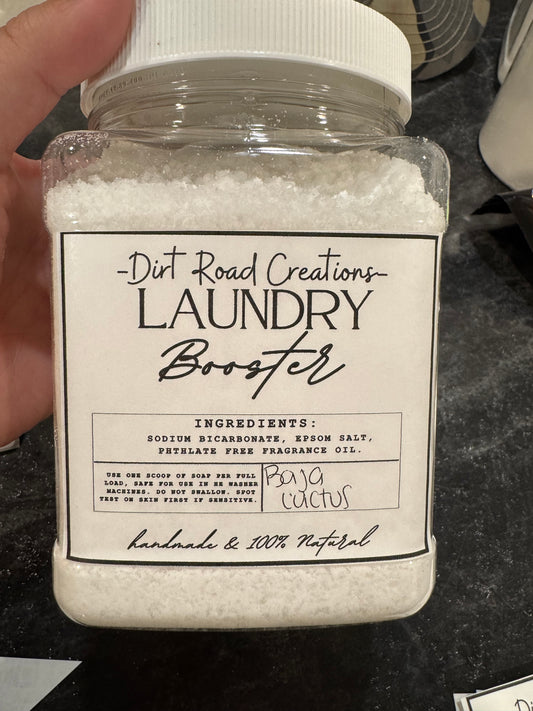 -Dirt Road Creations-
LAUNDRY
Booster
INGREDIENTS:
SODIUM BICARBONATE, EPSOM SALT,
PHTHLATE FREE FRAGRANCE OIL.
USE ONE SCOOP OF SOAP PER FULL
LOAD, SAFE FOR USE IN HE WASHER
MACHINES. DO NOT SWALLOW. SPOT
TEST ON SKIN FIRST IF SENSITIVE.
Baja
Cactus
handmade & 100% Natural